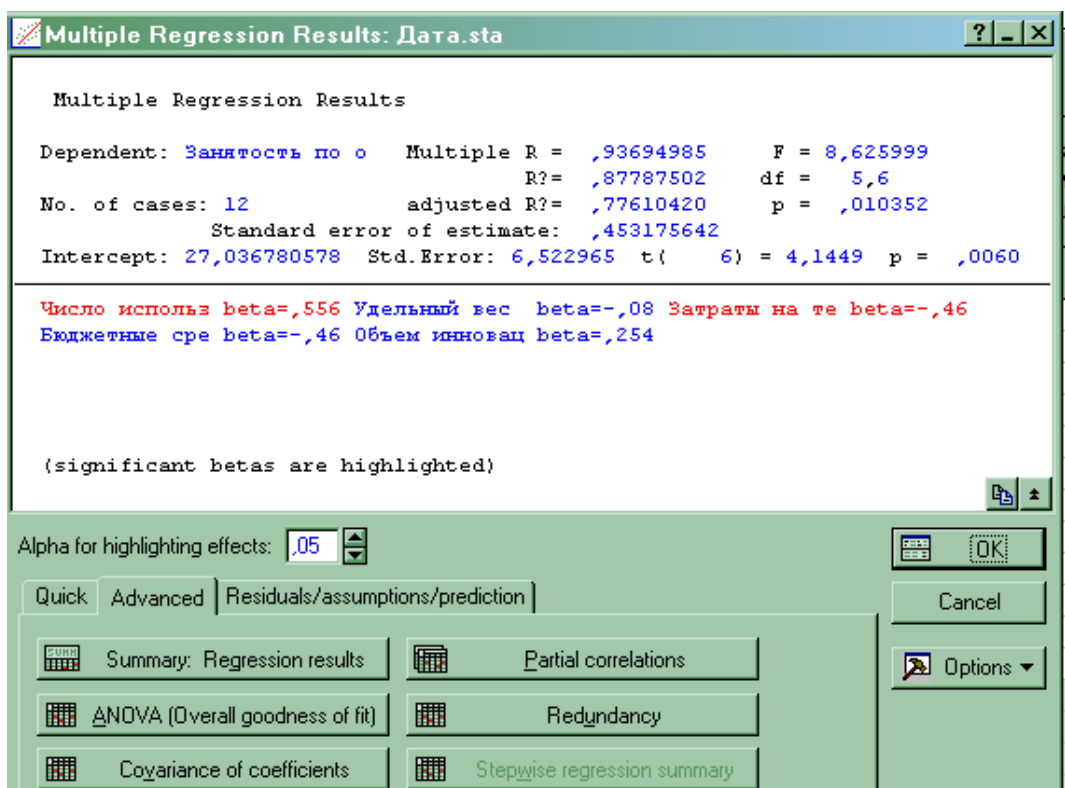 Multiple Regression Results: Дата.sta
Multiple Regression Results
Dependent: Занятость по о Multiple R = ,93694985 F = 8,625999
R?= ,87787502 df = 5,6
No. of cases: 12 adjusted R?= ,77610420 p = ,010352
Standard error of estimate: ,453175642
Intercept: 27,036780578 Std.Error: 6,522965 t( 6) = 4,1449 p = ,0060
Число использ beta=,556 Удельный вес beta=-,08 Затраты на те beta=-,46
Бюджетные сре beta=-,46 Объем инновац beta=,254
(significant betas are highlighted)
Alpha for highlighting effects: ,05
OK
Quick Advanced Residuals/assumptions/prediction
Cancel
Summary: Regression results Partial correlations
Options
ANOVA (Overall goodness of fit) Redundancy
Covariance of coefficients Stepwise regression summary